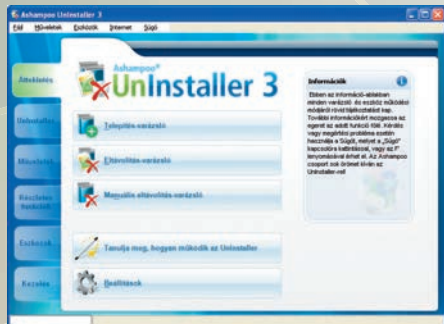 Ashampoo UnInstaller 3
Fájl Műveletek Eszközök Internet Súgó
Áttekintés
UnInstaller
Műveletek
Részletes
funkciók
Eszközök
Kezelés
Ashampoo®
UnInstaller 3
Telepítés-varázsló
Eltávolítás-varázsló
Manuális eltávolítás-varázsló
Tanulja meg, hogyan működik az UnInstaller
Beállítások
Információk
Ebben az információ-ablakban
minden varázsló és eszköz működési
módjáról rövid tájékoztatást kap.
További információkért mozgassa az
egeret az adott funkció fölé. Kérdés
vagy megértési probléma esetén
használja a Súgót, melyet a „Súgó”
kapcsolóra kattintással, vagy az F
lenyomásával érhet el. Az Ashampoo
csoport sok örömet kíván az
UnInstaller-rel!